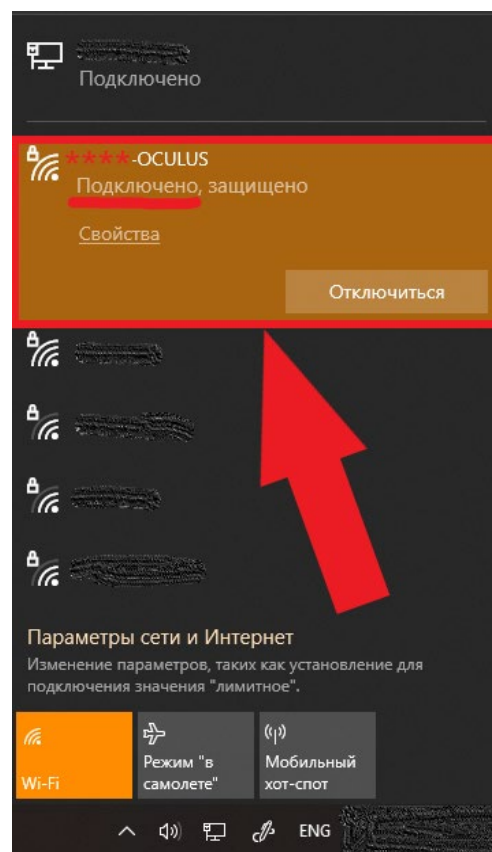 Подключено
****-OCULUS
Подключено, защищено
Свойства
Отключиться
Параметры сети и Интернет
Изменение параметров, таких как установление для
подключения значения "лимитное".
Wi-Fi
Режим "в
самолете"
Мобильный
хот-спот
ENG